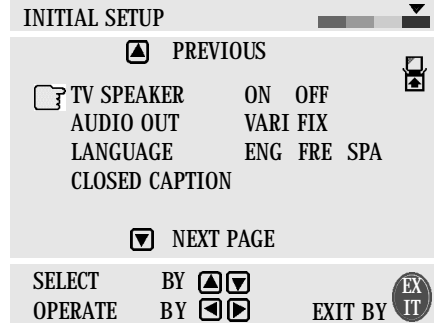 INITIAL SETUP
PREVIOUS
TV SPEAKER ON OFF
AUDIO OUT VARI FIX
LANGUAGE ENG FRE SPA
CLOSED CAPTION
NEXT PAGE
SELECT BY
OPERATE BY EXIT BY EXIT